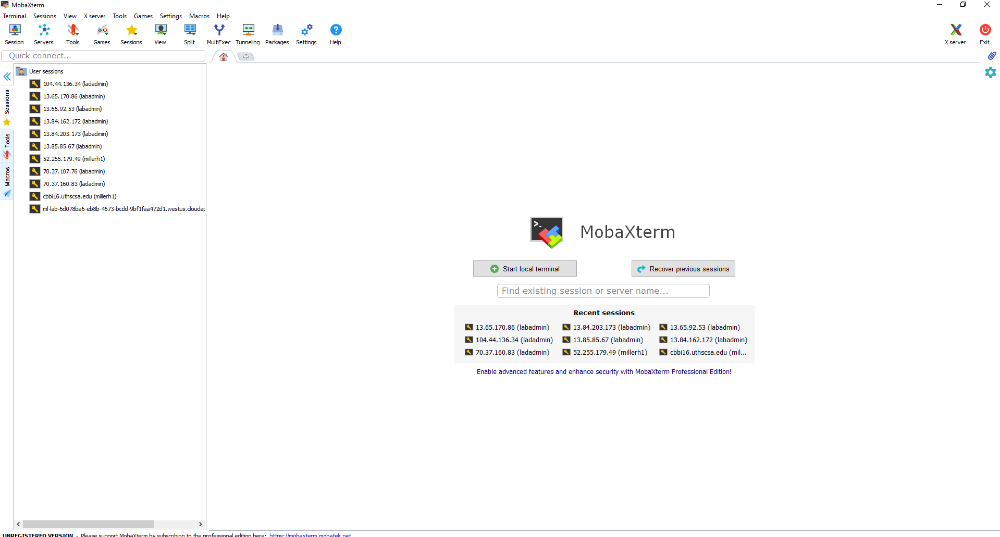 MobaXterm
Terminal Sessions View X server Tools Games Settings Macros Help
Session Servers Tools Games Sessions View Split MultiExec Tunneling Packages Settings Help X server Exit
Quick connect...
Sessions
Tools
Macros
User sessions
104.44.136.34 (ladadmin)
13.65.170.86 (labadmin)
13.65.92.53 (labadmin)
13.84.162.172 (labadmin)
13.84.203.173 (labadmin)
13.85.85.67 (labadmin)
52.255.179.49 (millerh1)
70.37.107.76 (labadmin)
70.37.160.83 (ladadmin)
cbbi16.uthscsa.edu (millerh1)
ml-lab-6d078ba6-eb8b-4673-bcdd-9bf1faa472d1.westus.cloudap
MobaXterm
Start local terminal Recover previous sessions
Find existing session or server name...
Recent sessions
13.65.170.86 (labadmin) 13.84.203.173 (labadmin) 13.65.92.53 (labadmin)
104.44.136.34 (ladadmin) 13.85.85.67 (labadmin) 13.84.162.172 (labadmin)
70.37.160.83 (ladadmin) 52.255.179.49 (millerh1) cbbi16.uthscsa.edu (mil...
Enable advanced features and enhance security with MobaXterm Professional Edition!
UNREGISTERED VERSION - Please support MobaXterm by subscribing to the professional edition here: https://mobaxterm.mobatek.net